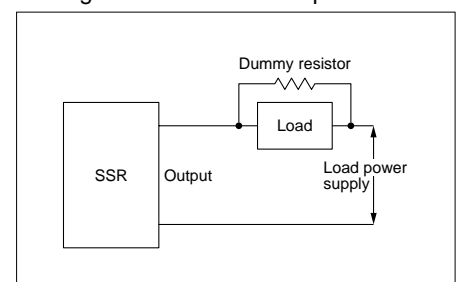 Dummy resistor
Load
SSR
Output
Load power
supply